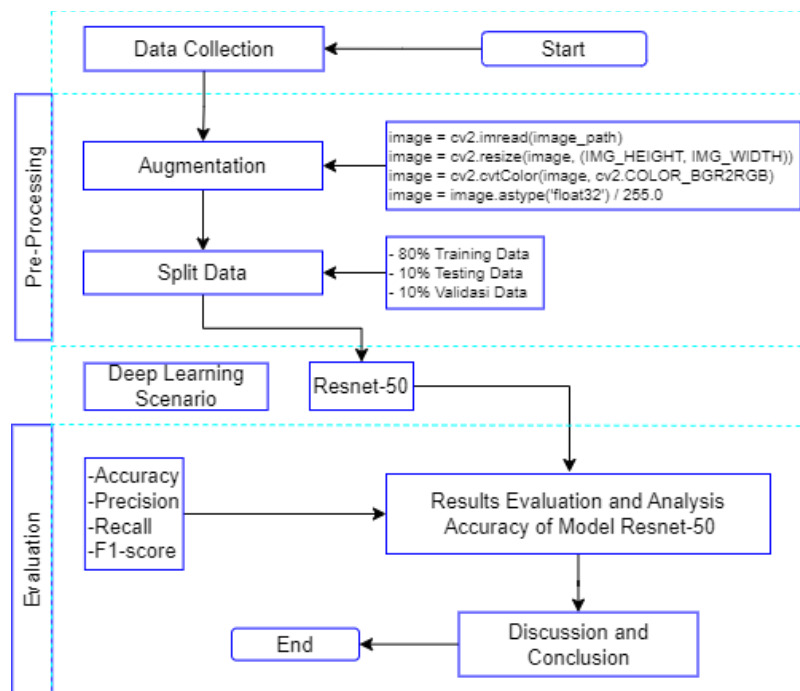 Data Collection
Start
Pre-Processing
Augmentation
image = cv2.imread(image_path)
image = cv2.resize(image, (IMG_HEIGHT, IMG_WIDTH))
image = cv2.cvtColor(image, cv2.COLOR_BGR2RGB)
image = image.astype('float32') / 255.0
Split Data
- 80% Training Data
- 10% Testing Data
- 10% Validasi Data
Deep Learning
Scenario
Resnet-50
Evaluation
-Accuracy
-Precision
-Recall
-F1-score
Results Evaluation and Analysis
Accuracy of Model Resnet-50
End
Discussion and
Conclusion